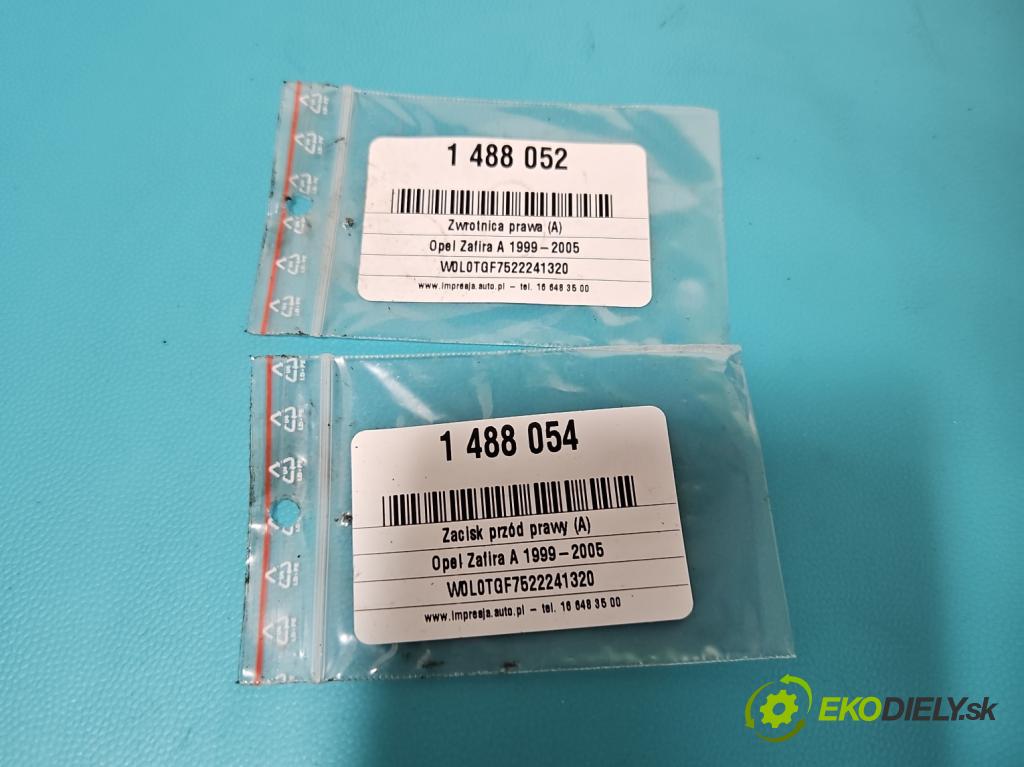 1 488 052
Zwrotnica prawa (A)
Opel Zafira A 1999–2005
W0L0TGF7522241320
www.impresja.auto.pl – tel. 16 648 35 00
1 488 054
Zacisk przód prawy (A)
Opel Zafira A 1999–2005
W0L0TGF7522241320
www.impresja.auto.pl – tel. 16 648 35 00
EKODIELY.sk